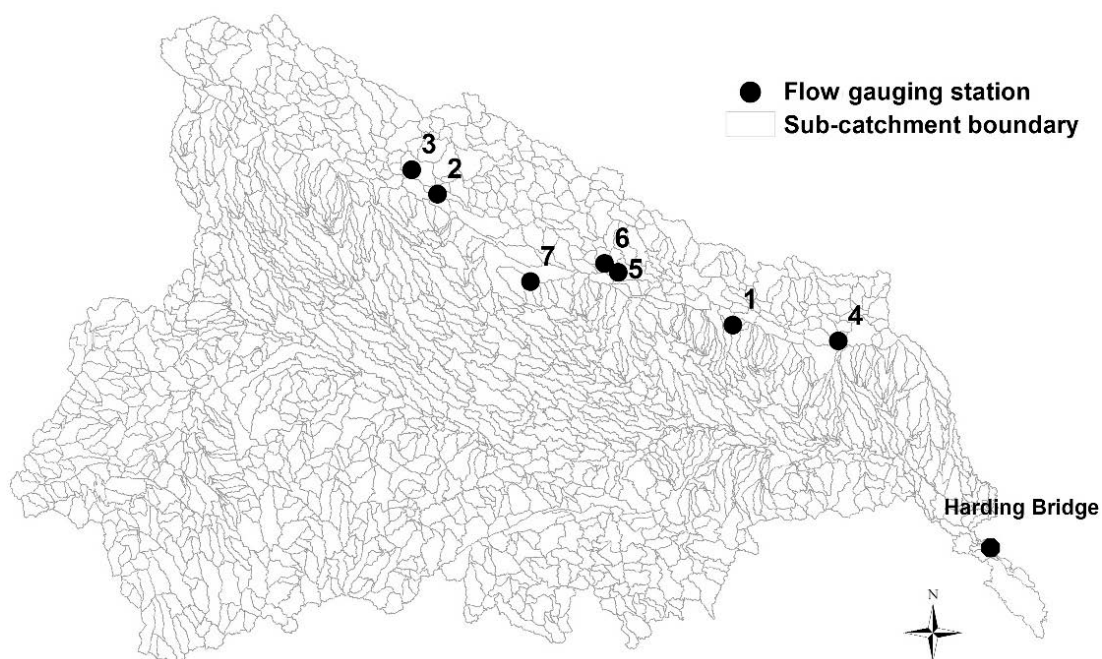 Flow gauging station
Sub-catchment boundary
3
2
6
7
5
1
4
Harding Bridge
N